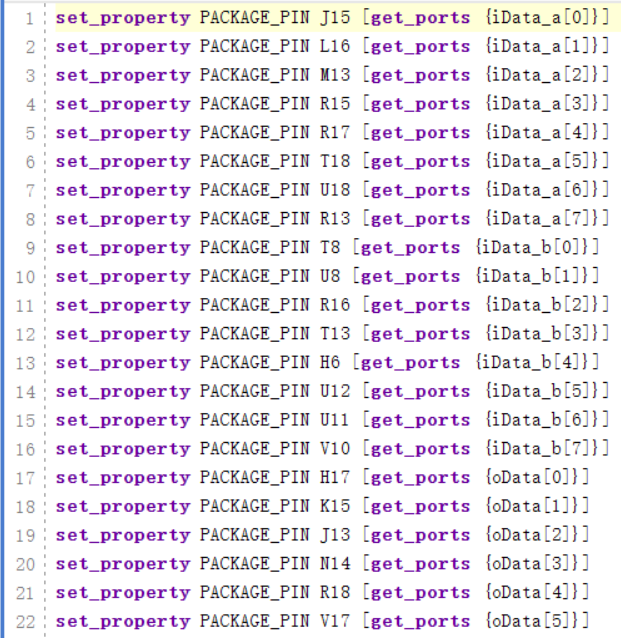 1 set_property PACKAGE_PIN J15 [get_ports {iData_a[0]}]
2 set_property PACKAGE_PIN L16 [get_ports {iData_a[1]}]
3 set_property PACKAGE_PIN M13 [get_ports {iData_a[2]}]
4 set_property PACKAGE_PIN R15 [get_ports {iData_a[3]}]
5 set_property PACKAGE_PIN R17 [get_ports {iData_a[4]}]
6 set_property PACKAGE_PIN T18 [get_ports {iData_a[5]}]
7 set_property PACKAGE_PIN U18 [get_ports {iData_a[6]}]
8 set_property PACKAGE_PIN R13 [get_ports {iData_a[7]}]
9 set_property PACKAGE_PIN T8 [get_ports {iData_b[0]}]
10 set_property PACKAGE_PIN U8 [get_ports {iData_b[1]}]
11 set_property PACKAGE_PIN R16 [get_ports {iData_b[2]}]
12 set_property PACKAGE_PIN T13 [get_ports {iData_b[3]}]
13 set_property PACKAGE_PIN H6 [get_ports {iData_b[4]}]
14 set_property PACKAGE_PIN U12 [get_ports {iData_b[5]}]
15 set_property PACKAGE_PIN U11 [get_ports {iData_b[6]}]
16 set_property PACKAGE_PIN V10 [get_ports {iData_b[7]}]
17 set_property PACKAGE_PIN H17 [get_ports {oData[0]}]
18 set_property PACKAGE_PIN K15 [get_ports {oData[1]}]
19 set_property PACKAGE_PIN J13 [get_ports {oData[2]}]
20 set_property PACKAGE_PIN N14 [get_ports {oData[3]}]
21 set_property PACKAGE_PIN R18 [get_ports {oData[4]}]
22 set_property PACKAGE_PIN V17 [get_ports {oData[5]}]